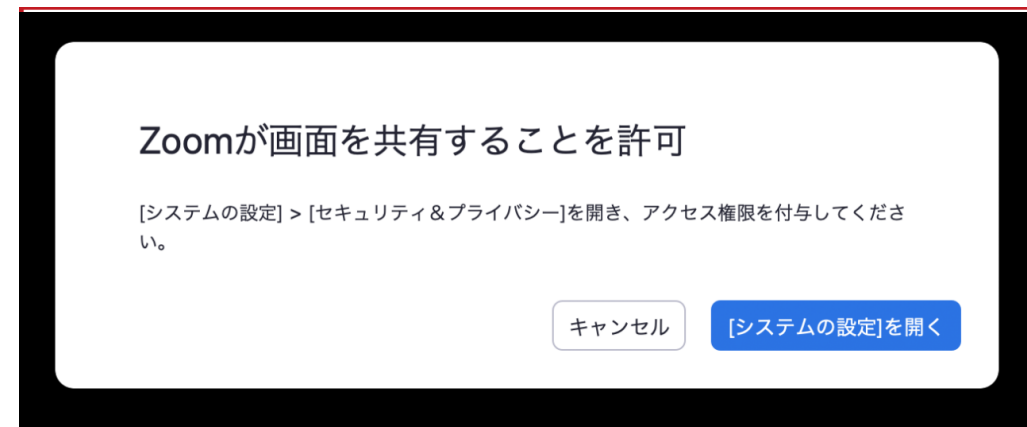 Zoomが画面を共有することを許可
[システムの設定] > [セキュリティ＆プライバシー]を開き、アクセス権限を付与してくださ
い。
キャンセル
[システムの設定]を開く